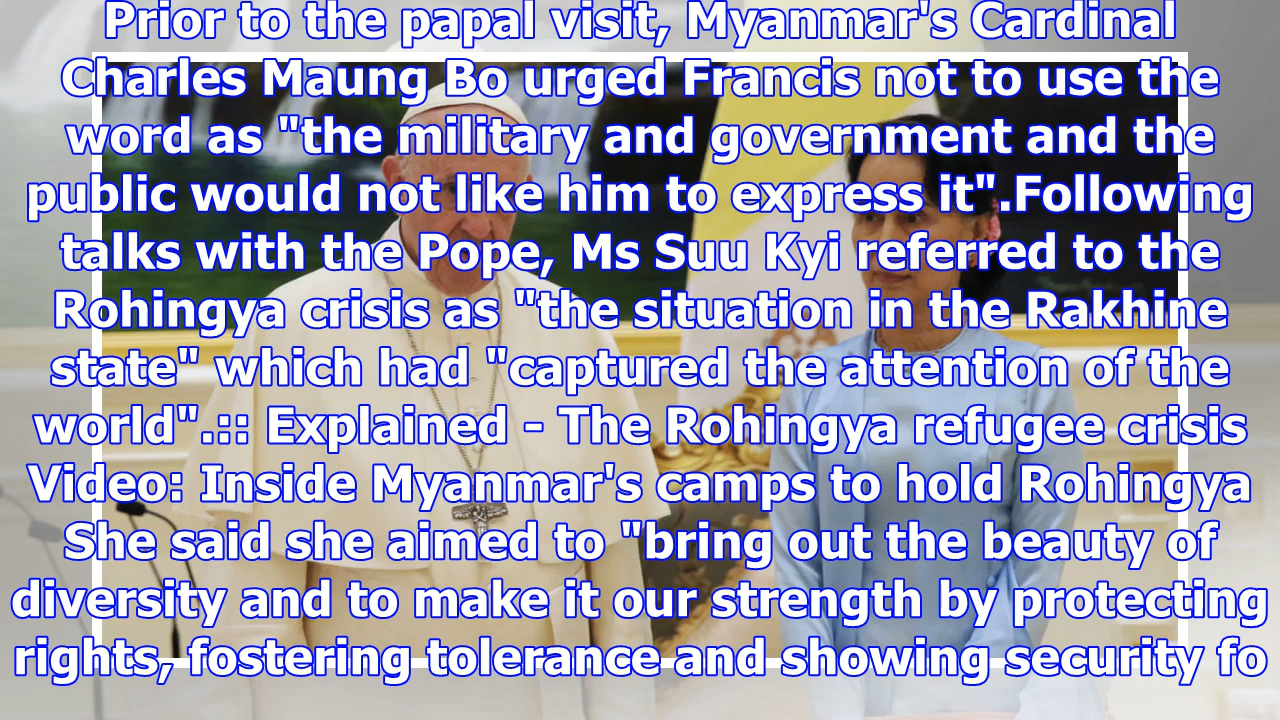 Prior to the papal visit, Myanmar's Cardinal
Charles Maung Bo urged Francis not to use the
word as "the military and government and the
public would not like him to express it".Following
talks with the Pope, Ms Suu Kyi referred to the
Rohingya crisis as "the situation in the Rakhine
state" which had "captured the attention of the
world".:: Explained - The Rohingya refugee crisis
Video: Inside Myanmar's camps to hold Rohingya
She said she aimed to "bring out the beauty of
diversity and to make it our strength by protecting
rights, fostering tolerance and showing security fo